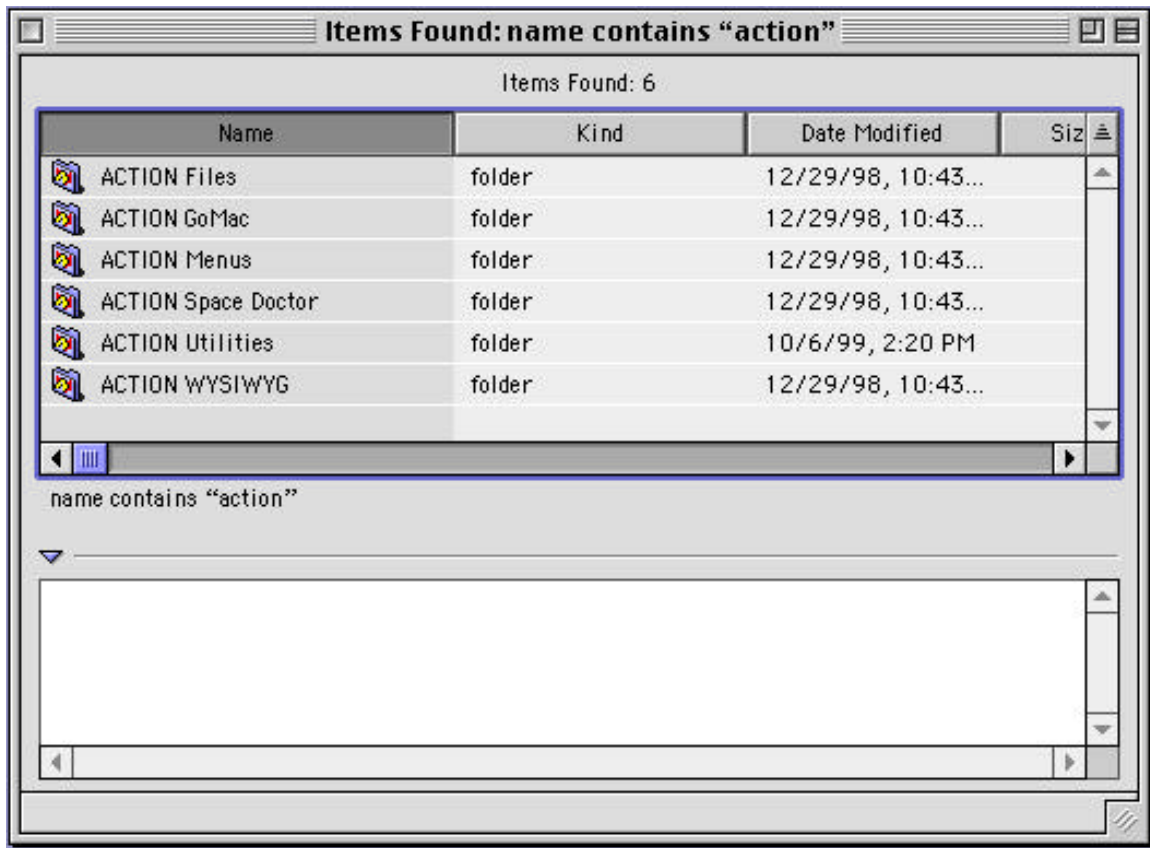 Items Found: name contains “action”
Items Found: 6
Name Kind Date Modified Siz
ACTION Files folder 12/29/98, 10:43...
ACTION GoMac folder 12/29/98, 10:43...
ACTION Menus folder 12/29/98, 10:43...
ACTION Space Doctor folder 12/29/98, 10:43...
ACTION Utilities folder 10/6/99, 2:20 PM
ACTION WYSIWYG folder 12/29/98, 10:43...
name contains “action”